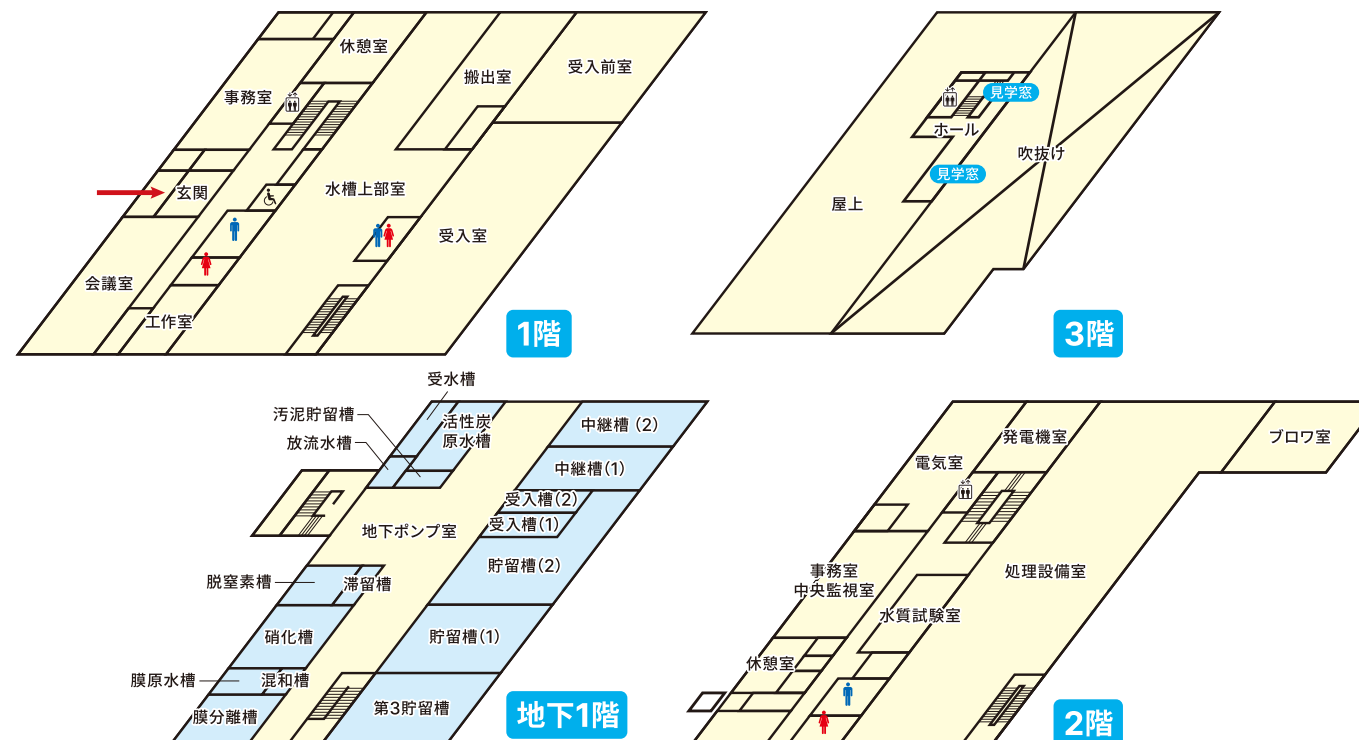 休憩室
搬出室
受入前室
事務室
玄関
水槽上部室
受入室
会議室
工作室
1階
見学窓
ホール
吹抜け
見学窓
屋上
3階
受水槽
汚泥貯留槽
活性炭
原水槽
放流水槽
中継槽(2)
中継槽(1)
受入槽(2)
受入槽(1)
地下ポンプ室
貯留槽(2)
脱窒素槽
滞留槽
硝化槽
貯留槽(1)
膜原水槽
混和槽
膜分離槽
第3貯留槽
地下1階
発電機室
ブロワ室
電気室
事務室
中央監視室
処理設備室
水質試験室
休憩室
2階